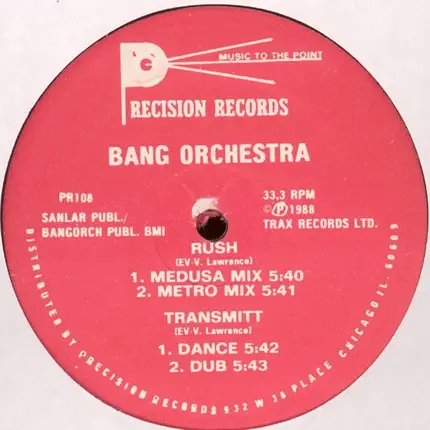 MUSIC TO THE POINT
PRECISION RECORDS
BANG ORCHESTRA
PR108
SANLAR PUBL./
BANGORCH PUBL. BMI
33,3 RPM
©℗1988
TRAX RECORDS LTD.
RUSH
(EV-V. Lawrence)
1. MEDUSA MIX 5:40
2. METRO MIX 5:41
TRANSMITT
(EV-V. Lawrence)
1. DANCE 5:42
2. DUB 5:43
DISTRIBUTED BY PRECISION RECORDS 932 W 38 PLACE CHICAGO IL. 60609